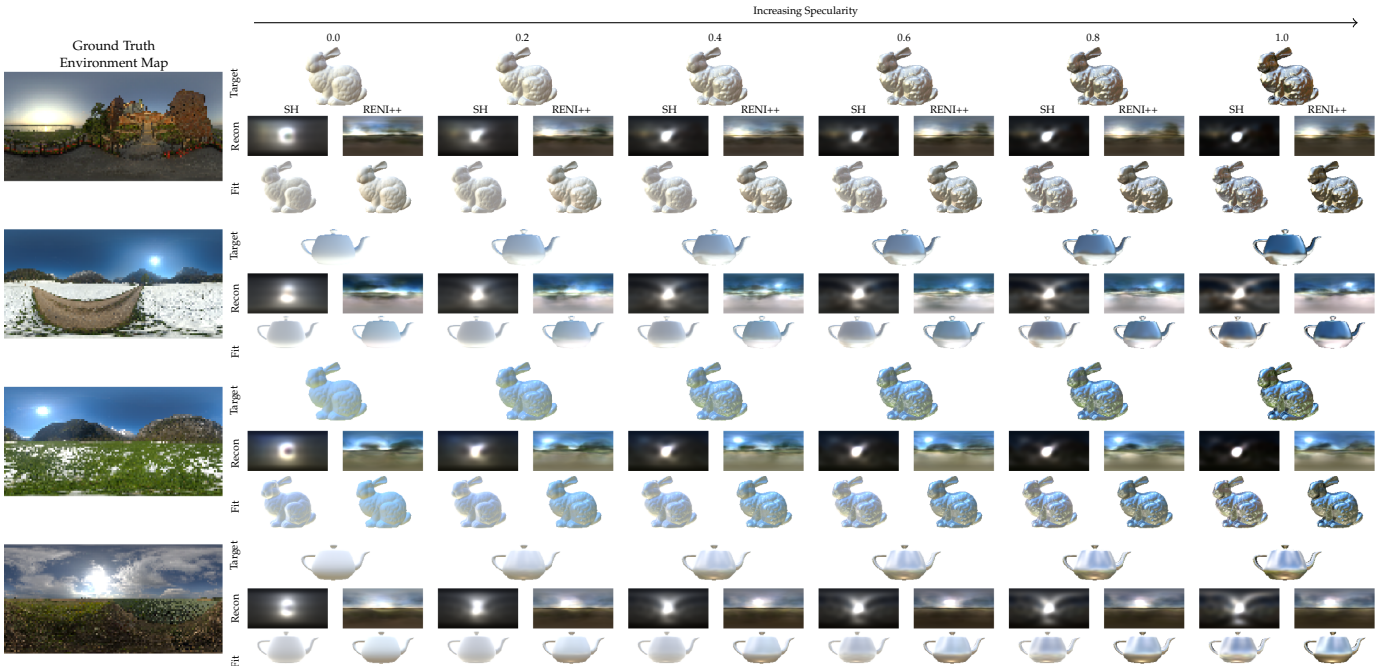 Increasing Specularity
Ground Truth
Environment Map
0.0 0.2 0.4 0.6 0.8 1.0
Target
SH RENI++ SH RENI++ SH RENI++ SH RENI++ SH RENI++ SH RENI++
Recon
Fit
Target
Recon
Fit
Target
Recon
Fit
Target
Recon
Fit